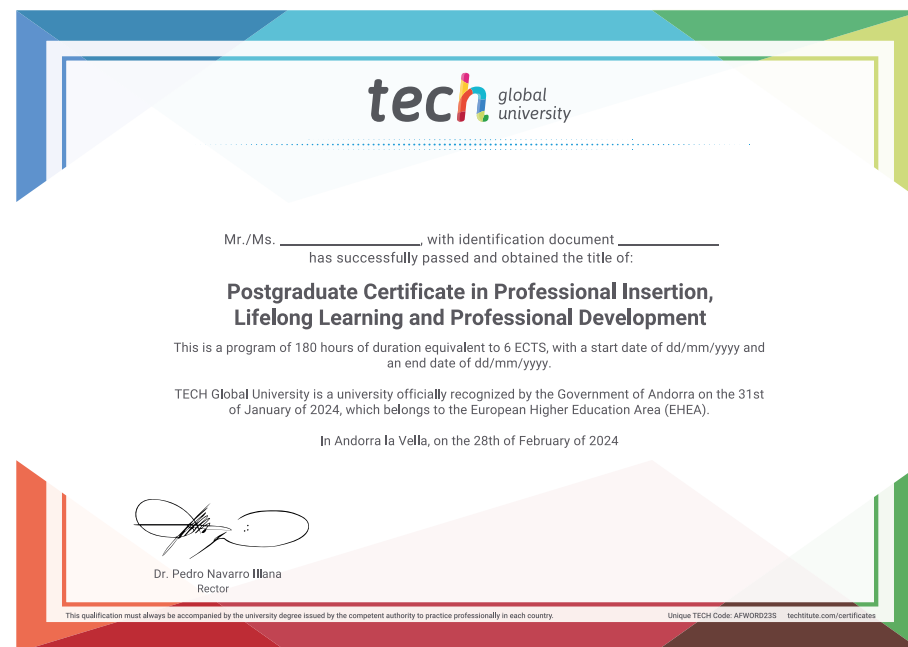 tech global
university
Mr./Ms. ____________, with identification document ____________
has successfully passed and obtained the title of:
Postgraduate Certificate in Professional Insertion,
Lifelong Learning and Professional Development
This is a program of 180 hours of duration equivalent to 6 ECTS, with a start date of dd/mm/yyyy and
an end date of dd/mm/yyyy.
TECH Global University is a university officially recognized by the Government of Andorra on the 31st
of January of 2024, which belongs to the European Higher Education Area (EHEA).
In Andorra la Vella, on the 28th of February of 2024
Dr. Pedro Navarro Illana
Rector
This qualification must always be accompanied by the university degree issued by the competent authority to practice professionally in each country. Unique TECH Code: AFWORD23S techtitute.com/certificates